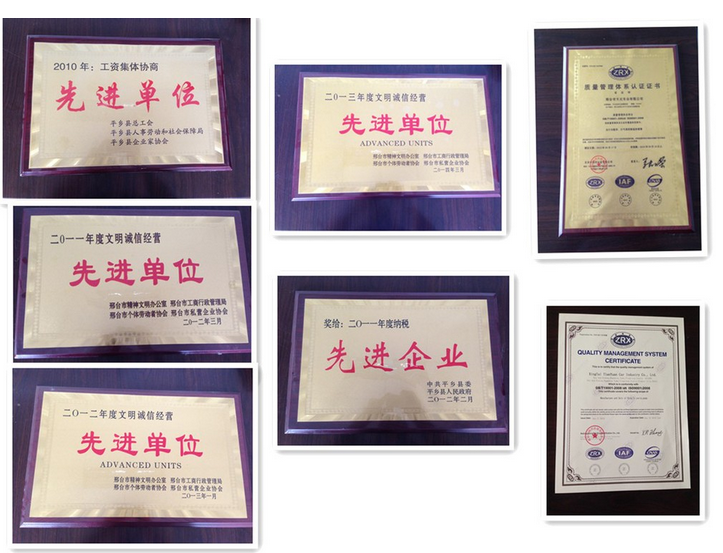 2010年：工资集体协商
先进单位
平乡县总工会
平乡县人事劳动和社会保障局
平乡县企业家协会
二〇一一年度文明诚信经营
先进单位
邢台市精神文明办公室 邢台市工商行政管理局
邢台市个体劳动者协会 邢台市私营企业协会
二〇一二年三月
二〇一二年度文明诚信经营
先进单位
ADVANCED UNITS
邢台市精神文明办公室 邢台市工商行政管理局
邢台市个体劳动者协会 邢台市私营企业协会
二〇一三年一月
二〇一三年度文明诚信经营
先进单位
ADVANCED UNITS
邢台市精神文明办公室 邢台市工商行政管理局
邢台市个体劳动者协会 邢台市私营企业协会
二〇一四年三月
奖给：二〇一一年度纳税
先进企业
中共平乡县委
平乡县人民政府
二〇一二年二月
ZRX
质量管理体系认证证书
ZRX
IAF
ZRX
QUALITY MANAGEMENT SYSTEM
CERTIFICATE
ZRX
IAF